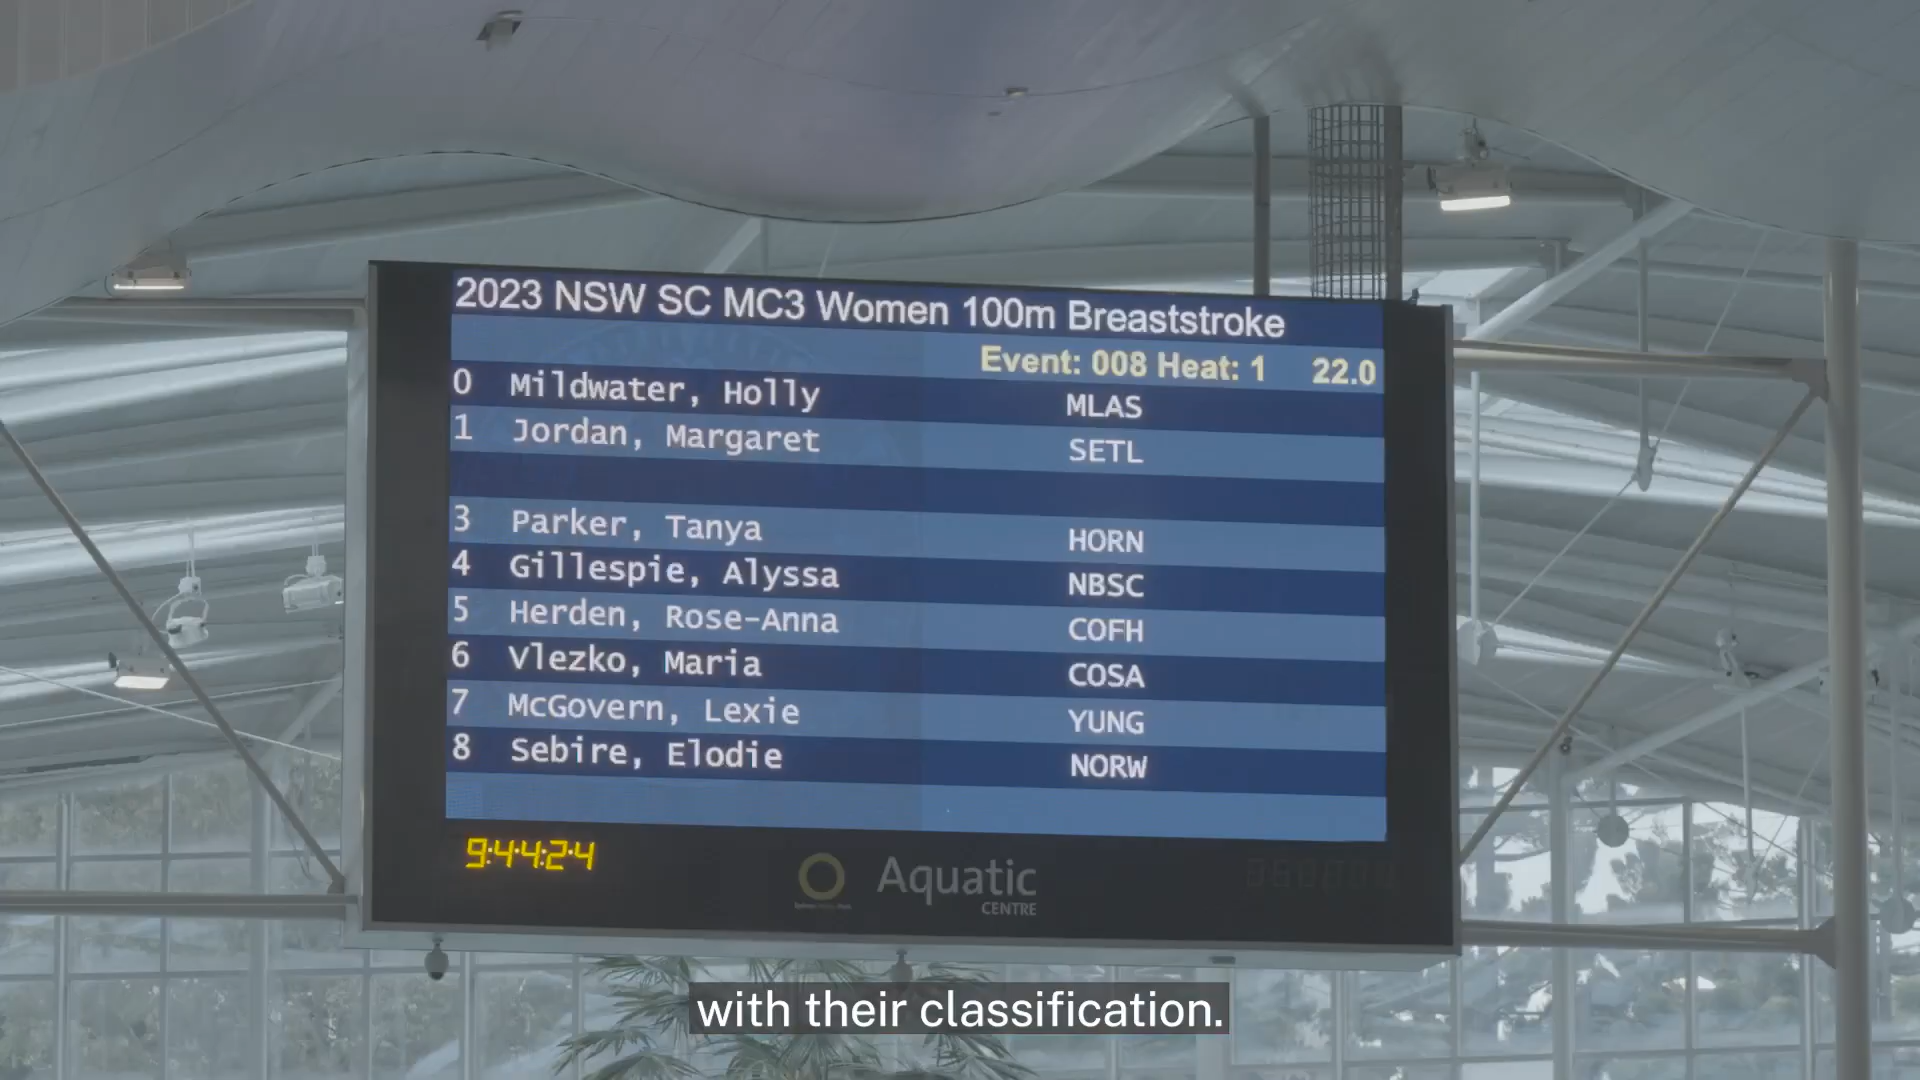 2023 NSW SC MC3 Women 100m Breaststroke
Event: 008 Heat: 1 22.0
0 Mildwater, Holly MLAS
1 Jordan, Margaret SETL
3 Parker, Tanya HORN
4 Gillespie, Alyssa NBSC
5 Herden, Rose-Anna COFH
6 Vlezko, Maria COSA
7 McGovern, Lexie YUNG
8 Sebire, Elodie NORW
9:44:24
Aquatic
CENTRE
with their classification.